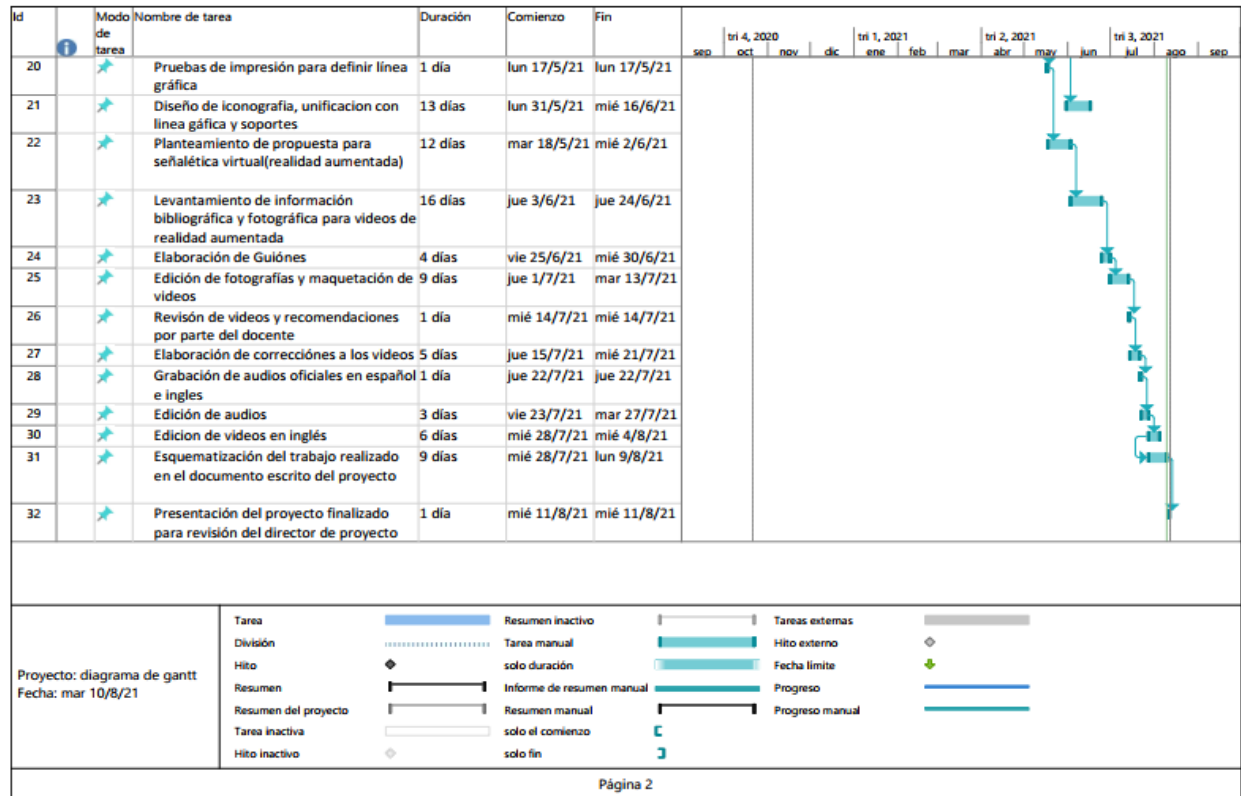 Id Modo de tarea Nombre de tarea Duración Comienzo Fin
tri 4, 2020 tri 1, 2021 tri 2, 2021 tri 3, 2021
sep oct nov dic ene feb mar abr may jun jul ago sep
20 Pruebas de impresión para definir línea 1 día lun 17/5/21 lun 17/5/21
gráfica
21 Diseño de iconografia, unificacion con 13 días lun 31/5/21 mié 16/6/21
linea gáfica y soportes
22 Planteamiento de propuesta para 12 días mar 18/5/21 mié 2/6/21
señalética virtual(realidad aumentada)
23 Levantamiento de información 16 días jue 3/6/21 jue 24/6/21
bibliográfica y fotográfica para videos de
realidad aumentada
24 Elaboración de Guiónes 4 días vie 25/6/21 mié 30/6/21
25 Edición de fotografías y maquetación de 9 días jue 1/7/21 mar 13/7/21
videos
26 Revisón de videos y recomendaciones 1 día mié 14/7/21 mié 14/7/21
por parte del docente
27 Elaboración de correcciónes a los videos 5 días jue 15/7/21 mié 21/7/21
28 Grabación de audios oficiales en español 1 día jue 22/7/21 jue 22/7/21
e ingles
29 Edición de audios 3 días vie 23/7/21 mar 27/7/21
30 Edicion de videos en inglés 6 días mié 28/7/21 mié 4/8/21
31 Esquematización del trabajo realizado 9 días mié 28/7/21 lun 9/8/21
en el documento escrito del proyecto
32 Presentación del proyecto finalizado 1 día mié 11/8/21 mié 11/8/21
para revisión del director de proyecto
Proyecto: diagrama de gantt
Fecha: mar 10/8/21
Tarea Resumen inactivo Tareas externas
División Tarea manual Hito externo
Hito solo duración Fecha límite
Resumen Informe de resumen manual Progreso
Resumen del proyecto Resumen manual Progreso manual
Tarea inactiva solo el comienzo
Hito inactivo solo fin
Página 2